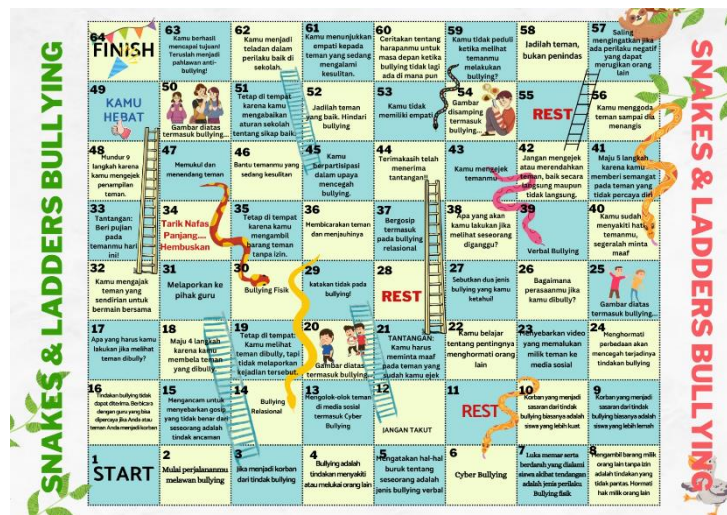 SNAKES & LADDERS BULLYING
64
FINISH
63
Kamu berhasil
mencapai tujuan!
Teruslah menjadi
pahlawan anti-
bullying!
62
Kamu menjadi
teladan dalam
perilaku baik di
sekolah.
61
Kamu menunjukkan
empati kepada
teman yang sedang
mengalami
kesulitan.
60
Ceritakan tentang
harapanmu untuk
masa depan ketika
bullying tidak lagi
ada di mana pun
59
Kamu tidak peduli
ketika melihat
temanmu
melakukan
bullying?
58
Jadilah teman,
bukan penindas
57
Saling
mengingatkan jika
ada perilaku negatif
yang dapat
merugikan orang
lain
49
KAMU
HEBAT
50
Gambar diatas
termasuk bullying...
51
Tetap di tempat
karena kamu
mengabaikan
aturan sekolah
tentang sikap baik
52
Jadilah teman
yang baik. Hindari
bullying
53
Kamu tidak
memiliki empati
54
Gambar
disamping
termasuk
bullying...
55
REST
56
Kamu menggoda
teman sampai dia
menangis
48
Mundur 9
langkah karena
kamu mengejek
penampilan
teman.
47
Memukul dan
menendang teman
46
Bantu temanmu yang
sedang kesulitan
45
Kamu
berpartisipasi
dalam upaya
mencegah
bullying.
44
Terimakasih telah
menerima
tantangan!!
43
Kamu mengejek
temanmu
42
Jangan mengejek
atau merendahkan
teman, baik secara
langsung maupun
tidak langsung.
41
Maju 5 langkah
karena kamu
memberi semangat
pada teman yang
tidak percaya diri
33
Tantangan:
Beri pujian
pada
temanmu hari
ini!
34
Tarik Nafas
Panjang....
Hembuskan
35
Tetap di tempat
karena kamu
mengambil
barang teman
tanpa izin.
36
Membicarakan teman
dan menjauhinya
37
Bergosip
termasuk
pada bullying
relasional
38
Apa yang akan
kamu lakukan jika
melihat seseorang
diganggu?
39
Verbal Bullying
40
Kamu sudah
menyakiti hati
temanmu,
segeralah minta
maaf
32
Kamu mengajak
teman yang
sendirian untuk
bermain bersama
31
Melaporkan ke
pihak guru
30
Bullying Fisik
29
katakan tidak pada
bullying!
28
REST
27
Sebutkan dua jenis
bullying yang kamu
ketahui!
26
Bagaimana
perasaanmu jika
kamu dibully?
25
Gambar diatas
termasuk bullying...
17
Apa yang harus kamu
lakukan jika melihat
teman dibully?
18
Maju 4 langkah
karena kamu
membela teman
yang dibully
19
Tetap di tempat:
Kamu melihat
teman dibully, tapi
tidak melaporkan
kejadian tersebut.
20
Gambar diatas
termasuk bullying...
21
TANTANGAN:
Kamu harus
meminta maaf
pada teman yang
sudah kamu ejek
22
Kamu belajar
tentang pentingnya
menghormati orang
lain
23
Menyebarkan video
yang memalukan
milik teman ke
media sosial
24
Menghormati
perbedaan akan
mencegah terjadinya
tindakan bullying
16
Tindakan bullying tidak
dapat diterima. Berbicara
dengan guru yang bisa
dipercaya jika Anda atau
teman Anda menjadi korban
15
Mengancam untuk
menyebarkan gosip
yang tidak benar dari
seseorang adalah
tindak ancaman
14
Bullying
Relasional
13
Mengolok-olok teman
di media sosial
termasuk Cyber
Bullying
12
JANGAN TAKUT
11
REST
10
Korban yang menjadi
sasaran dari tindak
bullying biasanya adalah
siswa yang lebih kuat
9
Korban yang menjadi
sasaran dari tindak
bullying biasanya adalah
siswa yang lebih lemah
1
START
2
Mulai perjalananmu
melawan bullying
3
Jika menjadi korban
dari tindak bullying
4
Bullying adalah
tindakan menyakiti
atau melukai orang lain
5
Mengatakan hal-hal
buruk tentang
seseorang adalah
jenis bullying verbal
6
Cyber Bullying
7
Luka memar serta
berdarah yang dialami
siswa akibat tendangan
adalah jenis perilaku
Bullying fisik
8
Mengambil barang milik
orang lain tanpa izin
adalah tindakan yang
tidak pantas. Hormati
hak milik orang lain
SNAKES & LADDERS BULLYING